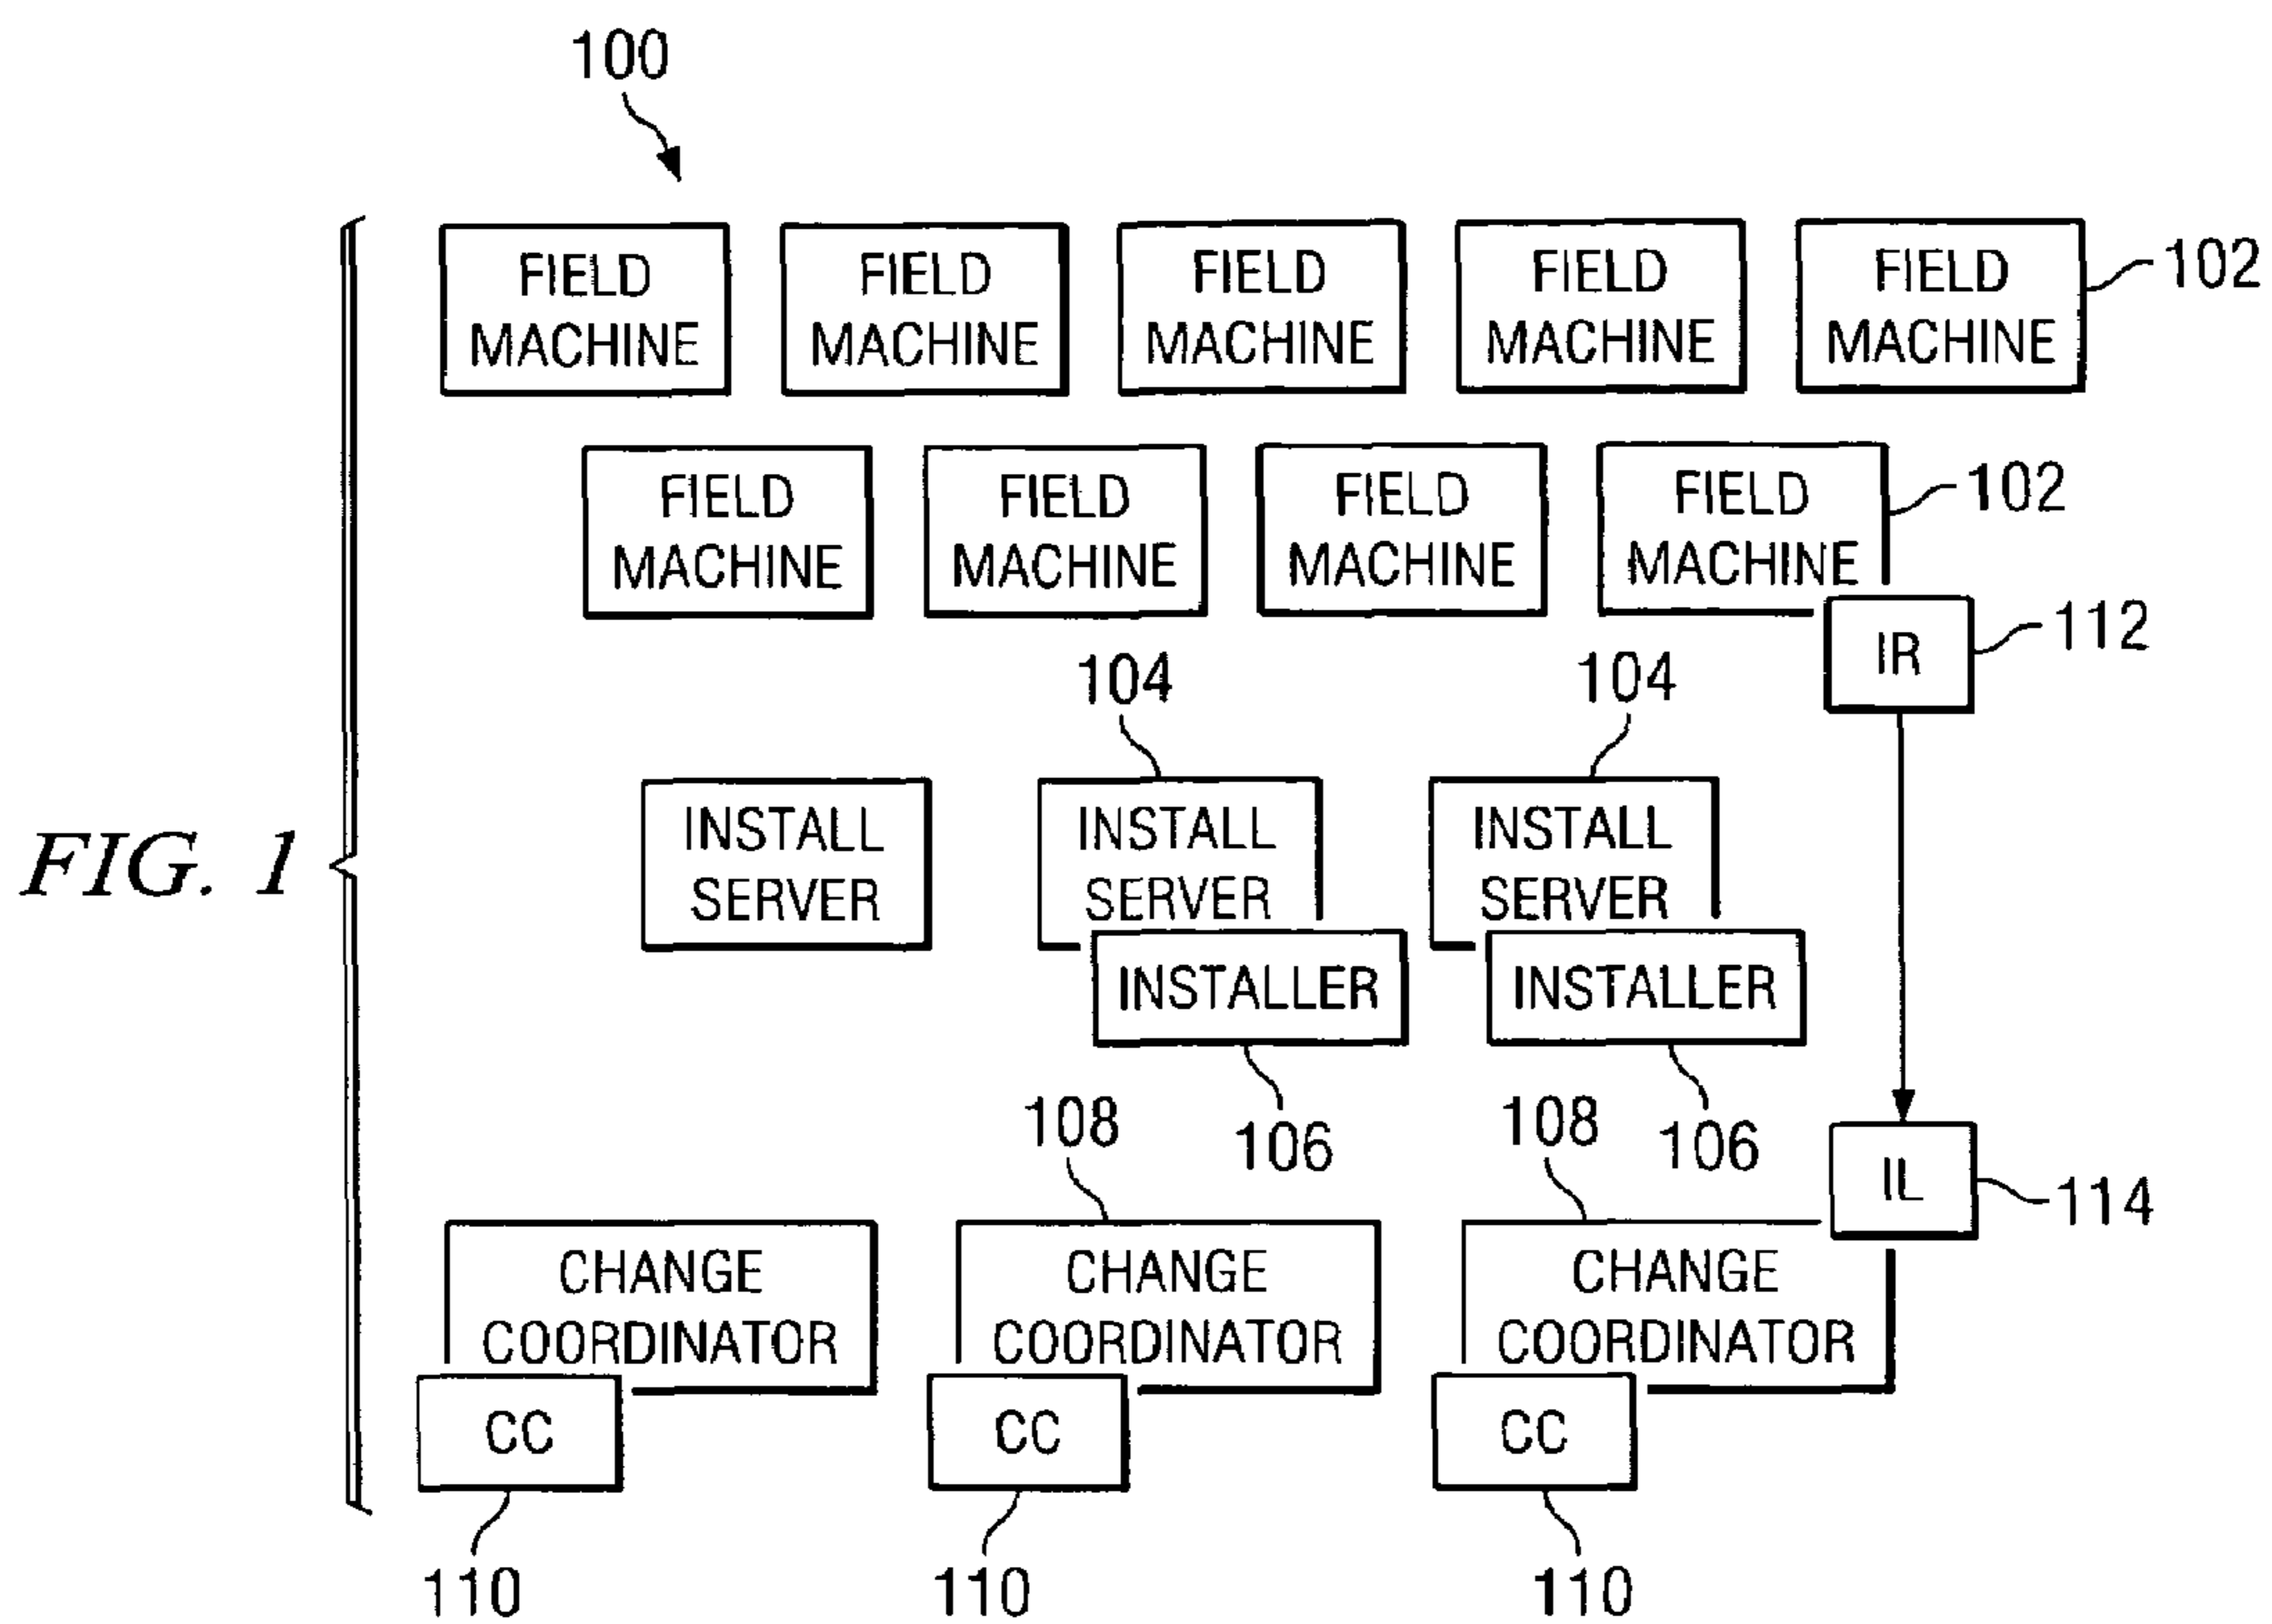 100
FIELD FIELD FIELD FIELD FIELD
MACHINE MACHINE MACHINE MACHINE MACHINE
102
FIELD FIELD FIELD FIELD
MACHINE MACHINE MACHINE MACHINE
102
IR
112
104 104
INSTALL INSTALL INSTALL
SERVER SERVER SERVER
FIG. 1
INSTALLER INSTALLER
106 106
108 108
IL
114
CHANGE CHANGE CHANGE
COORDINATOR COORDINATOR COORDINATOR
CC CC CC
110 110 110